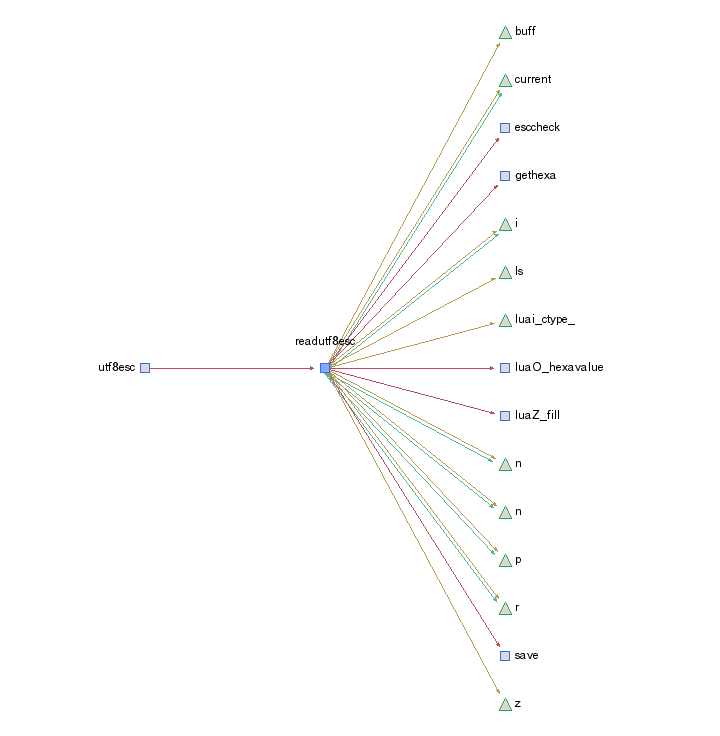 buff
current
esccheck
gethexa
i
ls
luai_ctype_
readutf8esc
utf8esc
luaO_hexavalue
luaZ_fill
n
n
p
r
save
z